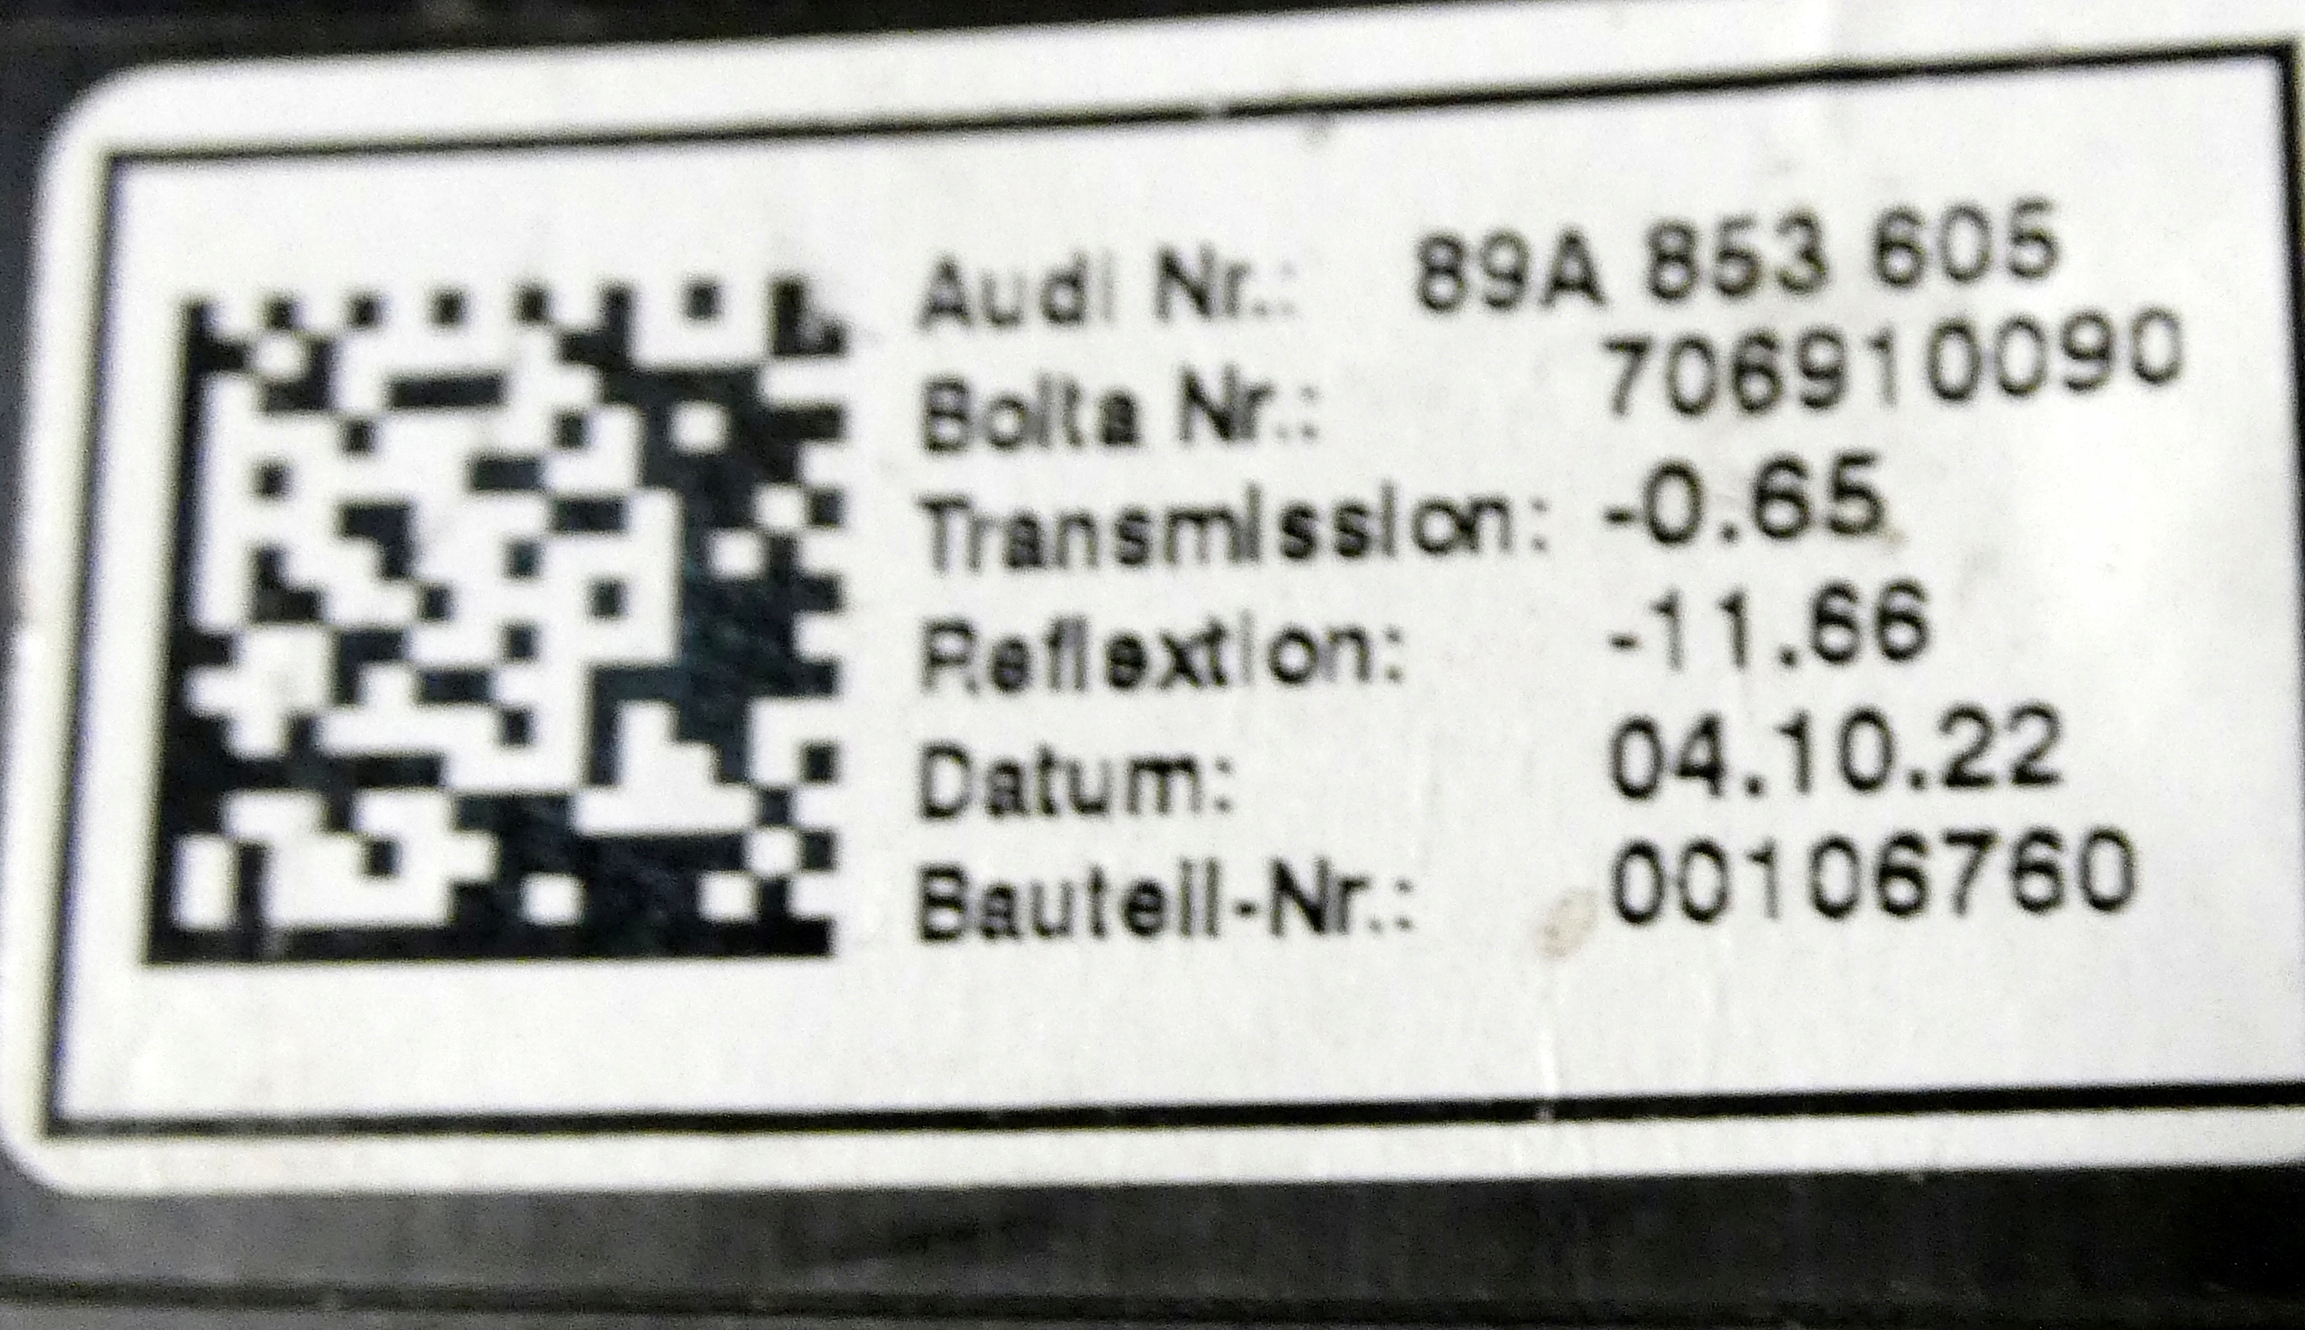 Audi Nr.: 89A 853 605
Bolta Nr.: 706910090
Transmission: -0.65
Reflextion: -11.66
Datum: 04.10.22
Bauteil-Nr.: 00106760